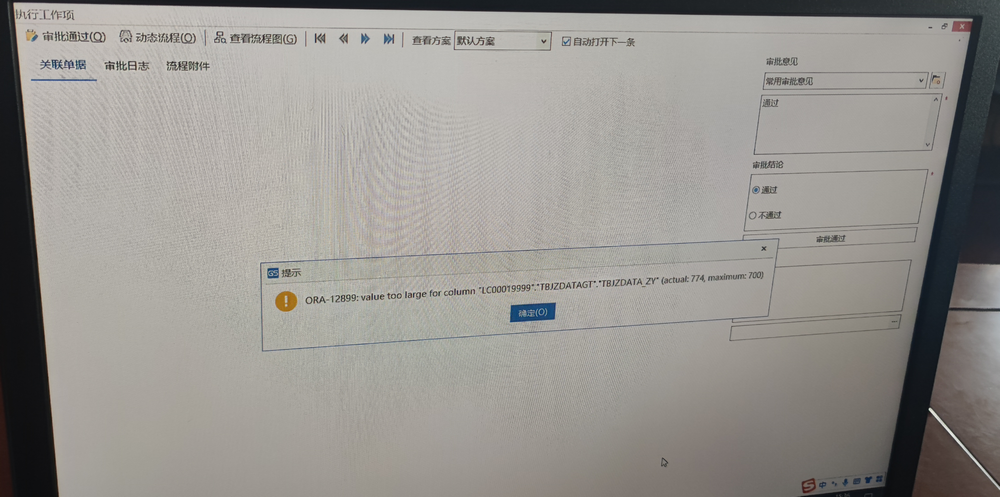 执行工作项
审批通过(O) 动态流程(O) 查看流程图(G) 查看方案 默认方案 自动打开下一条
关联单据 审批日志 流程附件
审批意见
常用审批意见
通过
审批结论
通过
不通过
审批通过
GS 提示
ORA-12899: value too large for column "LC00019999"."TBJZDATAGT"."TBJZDATA_ZY" (actual: 774, maximum: 700)
确定(O)
中